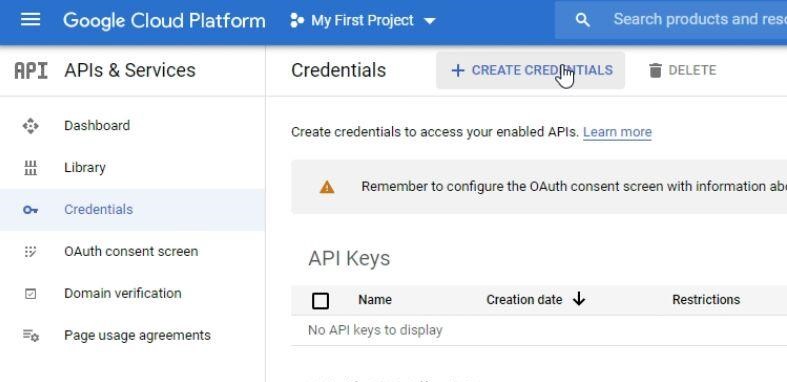 Google Cloud Platform My First Project Search products and reso
API APIs & Services Credentials + CREATE CREDENTIALS DELETE
Dashboard
Create credentials to access your enabled APIs. Learn more
Library
Remember to configure the OAuth consent screen with information abo
Credentials
OAuth consent screen
API Keys
Domain verification
Name Creation date Restrictions
Page usage agreements
No API keys to display